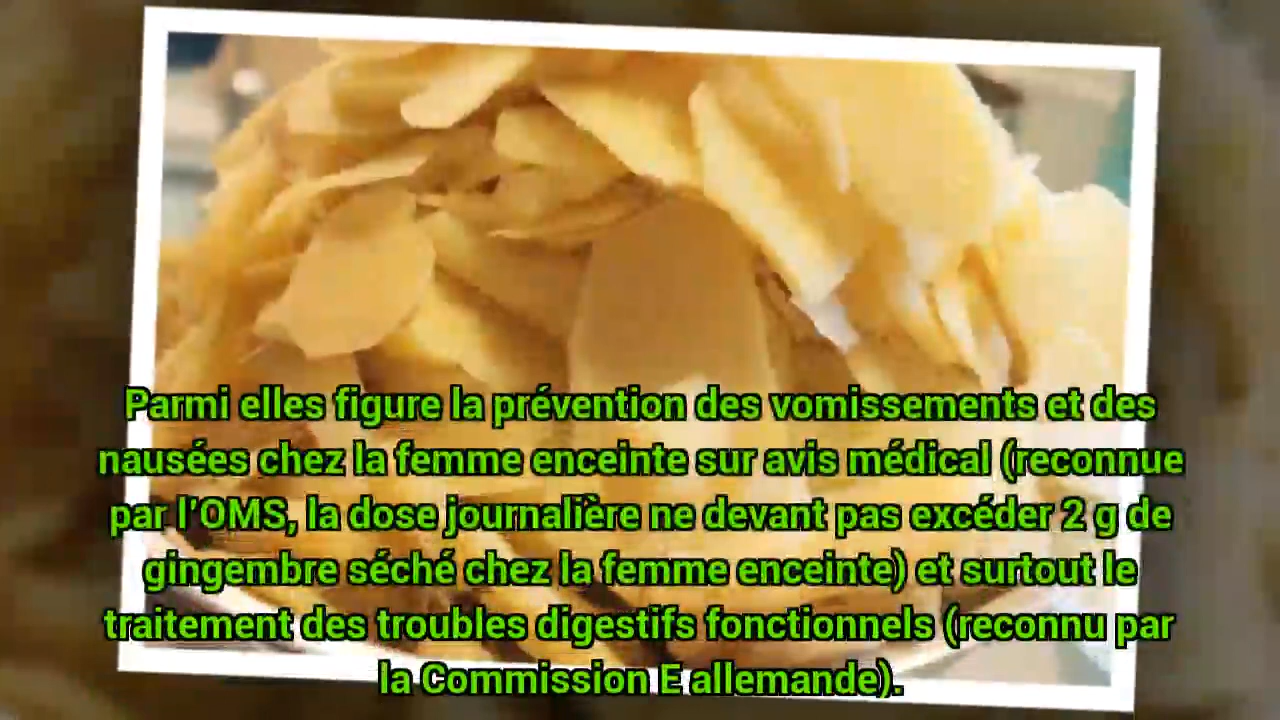 Parmi elles figure la prévention des vomissements et des
nausées chez la femme enceinte sur avis médical (reconnue
par l’OMS, la dose journalière ne devant pas excéder 2 g de
gingembre séché chez la femme enceinte) et surtout le
traitement des troubles digestifs fonctionnels (reconnu par
la Commission E allemande).